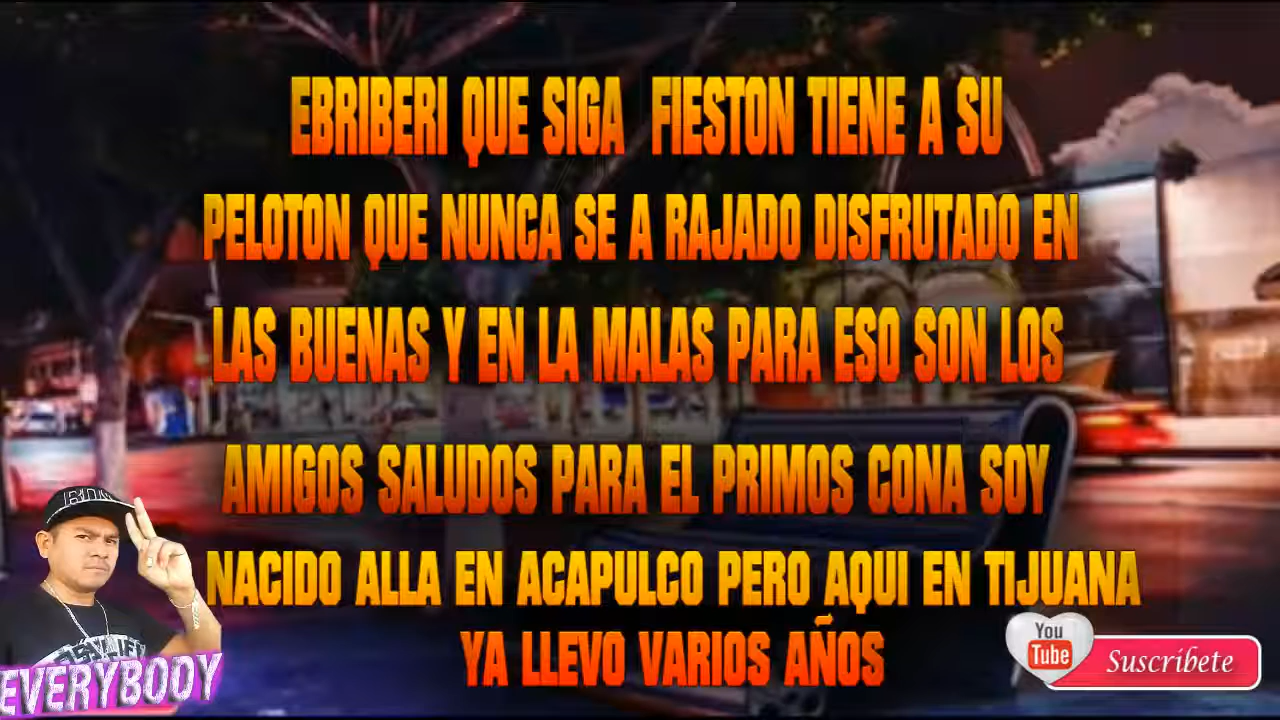 EBRIBERI QUE SIGA FIESTON TIENE A SU
PELOTON QUE NUNCA SE A RAJADO DISFRUTADO EN
LAS BUENAS Y EN LA MALAS PARA ESO SON LOS
AMIGOS SALUDOS PARA EL PRIMOS CONA SOY
NACIDO ALLA EN ACAPULCO PERO AQUI EN TIJUANA
YA LLEVO VARIOS AÑOS
EVERYBODY
You
Tube
Suscríbete